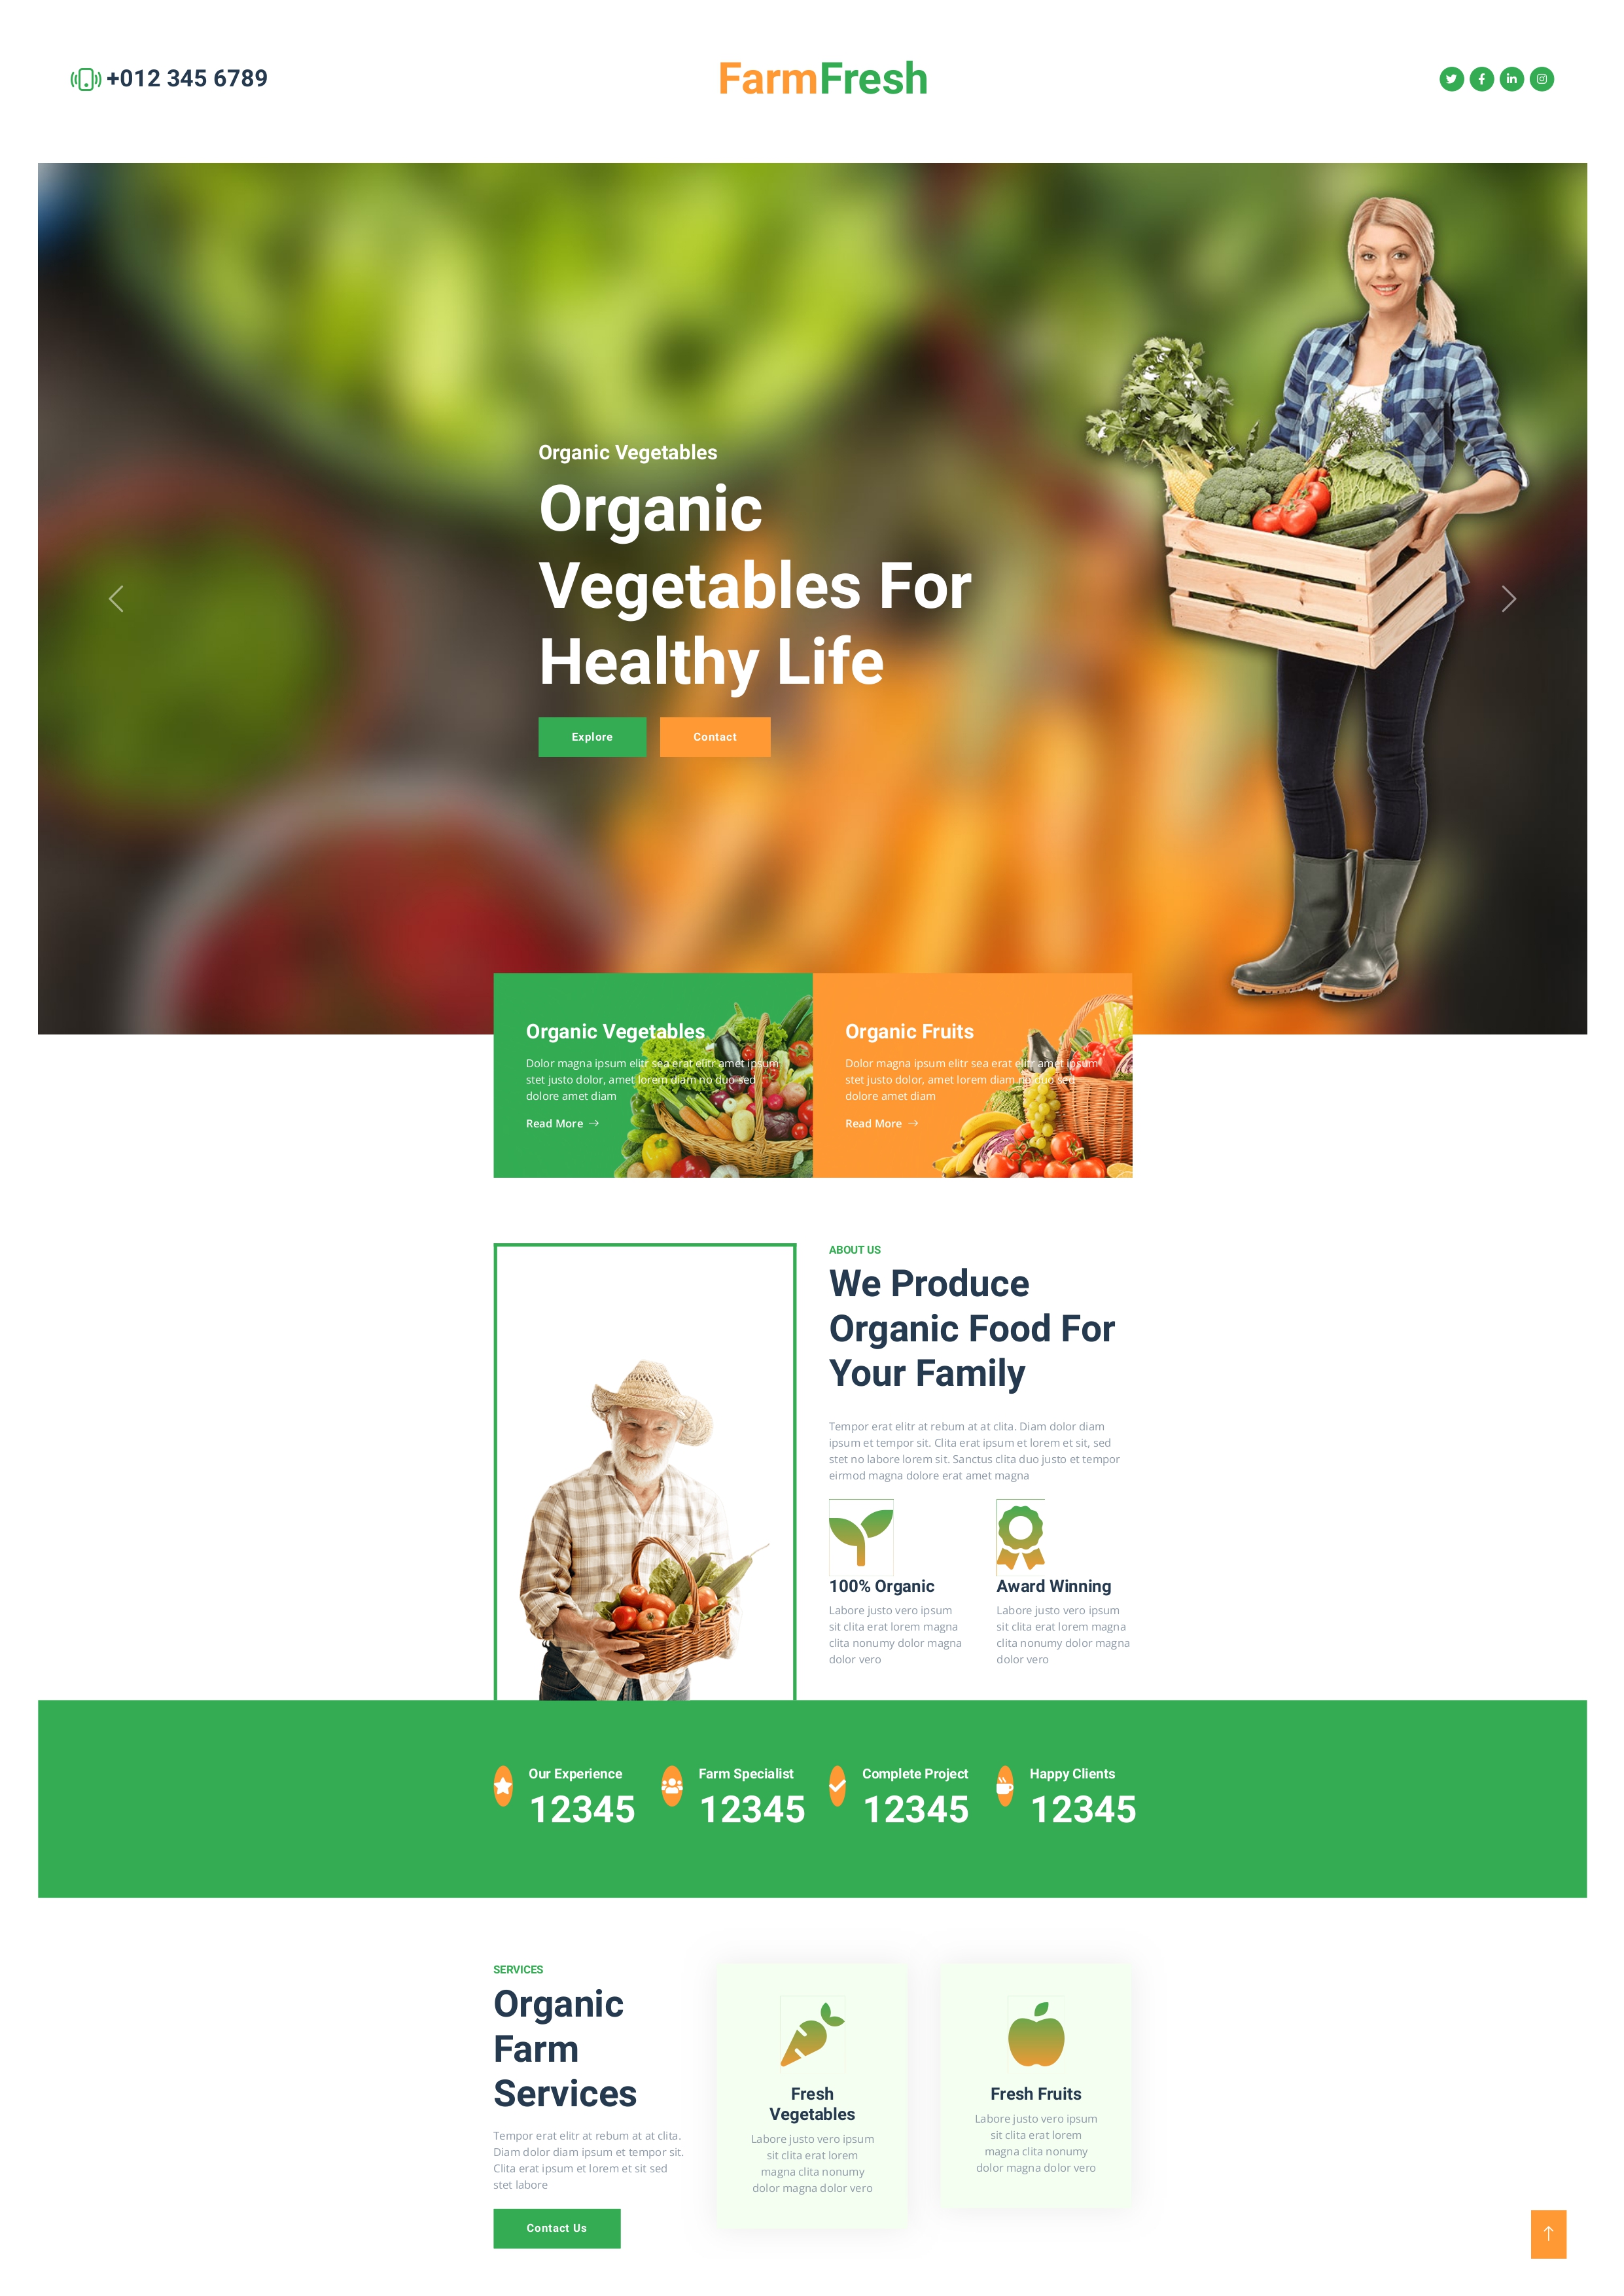 +012 345 6789
FarmFresh
Organic Vegetables
Organic
Vegetables For
Healthy Life
Explore
Contact
Organic Vegetables
Dolor magna ipsum elitr sea erat elitr amet ipsum
stet justo dolor, amet lorem diam no duo sed
dolore amet diam
Read More
Organic Fruits
Dolor magna ipsum elitr sea erat elitr amet ipsum
stet justo dolor, amet lorem diam no duo sed
dolore amet diam
Read More
ABOUT US
We Produce
Organic Food For
Your Family
Tempor erat elitr at rebum at at clita. Diam dolor diam
ipsum et tempor sit. Clita erat ipsum et lorem et sit, sed
stet no labore lorem sit. Sanctus clita duo justo et tempor
eirmod magna dolore erat amet magna
100% Organic
Labore justo vero ipsum
sit clita erat lorem magna
clita nonumy dolor magna
dolor vero
Award Winning
Labore justo vero ipsum
sit clita erat lorem magna
clita nonumy dolor magna
dolor vero
Our Experience
12345
Farm Specialist
12345
Complete Project
12345
Happy Clients
12345
SERVICES
Organic
Farm
Services
Tempor erat elitr at rebum at at clita.
Diam dolor diam ipsum et tempor sit.
Clita erat ipsum et lorem et sit sed
stet labore
Contact Us
Fresh
Vegetables
Labore justo vero ipsum
sit clita erat lorem
magna clita nonumy
dolor magna dolor vero
Fresh Fruits
Labore justo vero ipsum
sit clita erat lorem
magna clita nonumy
dolor magna dolor vero